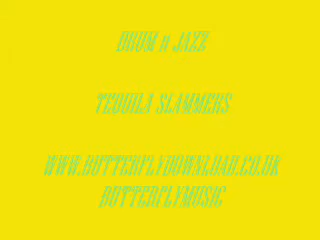 DRUM n JAZZ
TEQUILA SLAMMERS
WWW.BUTTERFLYDOWNLOAD.CO.UK
BUTTERFLYMUSIC